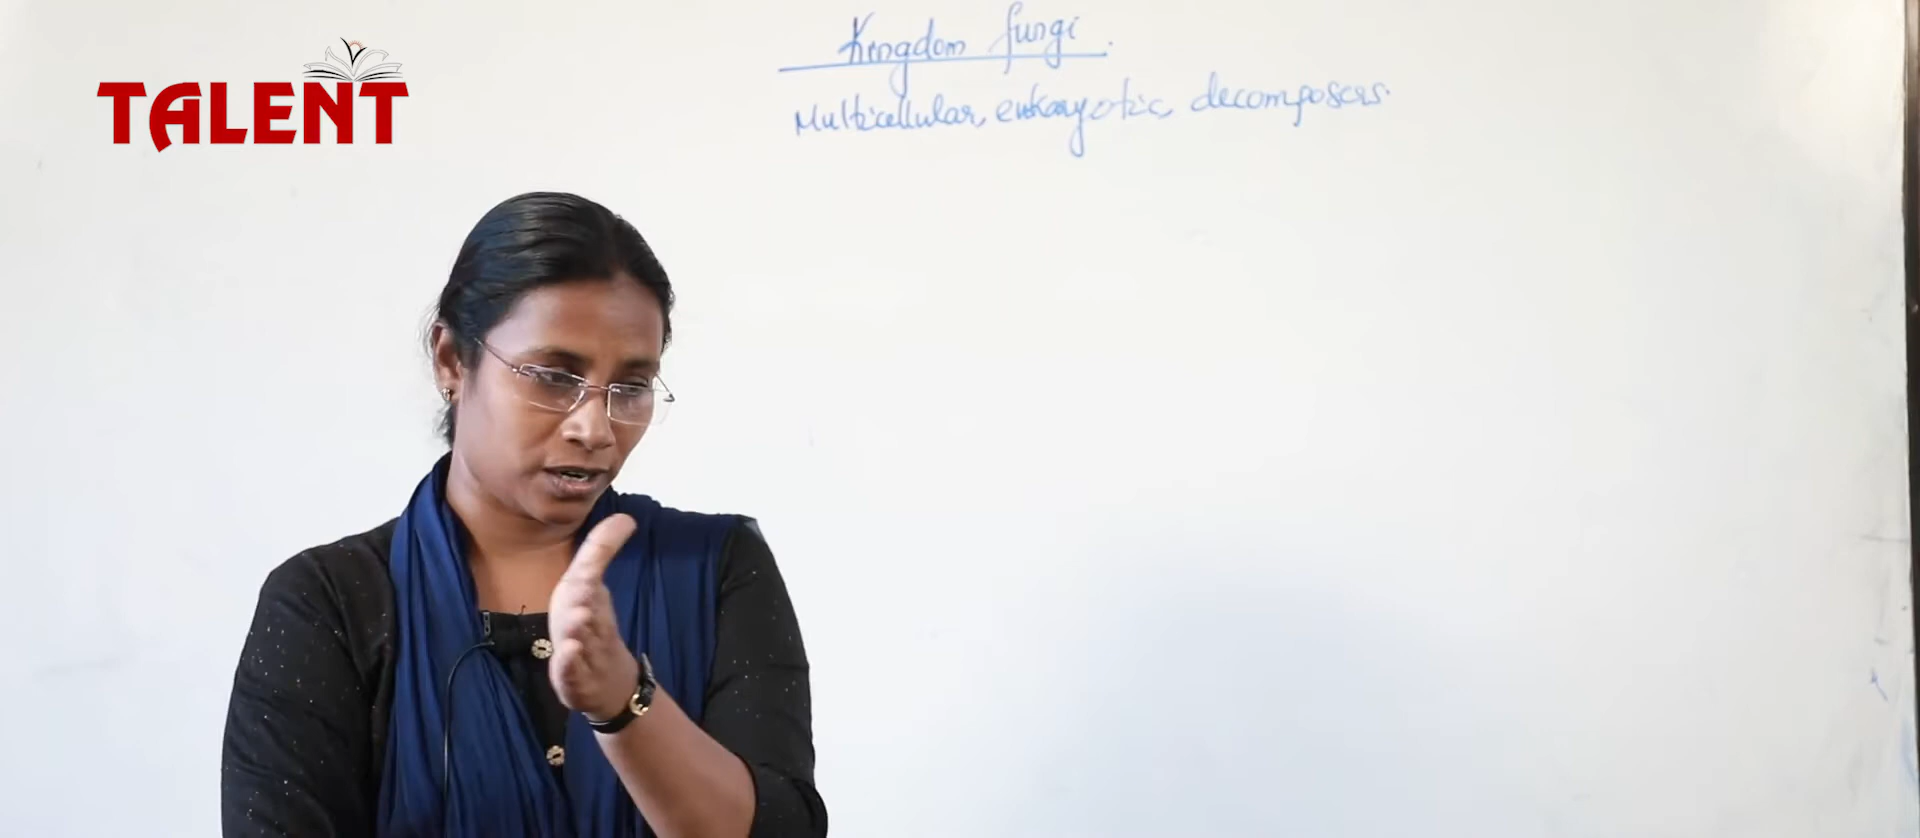 TALENT
Kingdom fungi.
Multicellular, eukaryotic, decomposers.